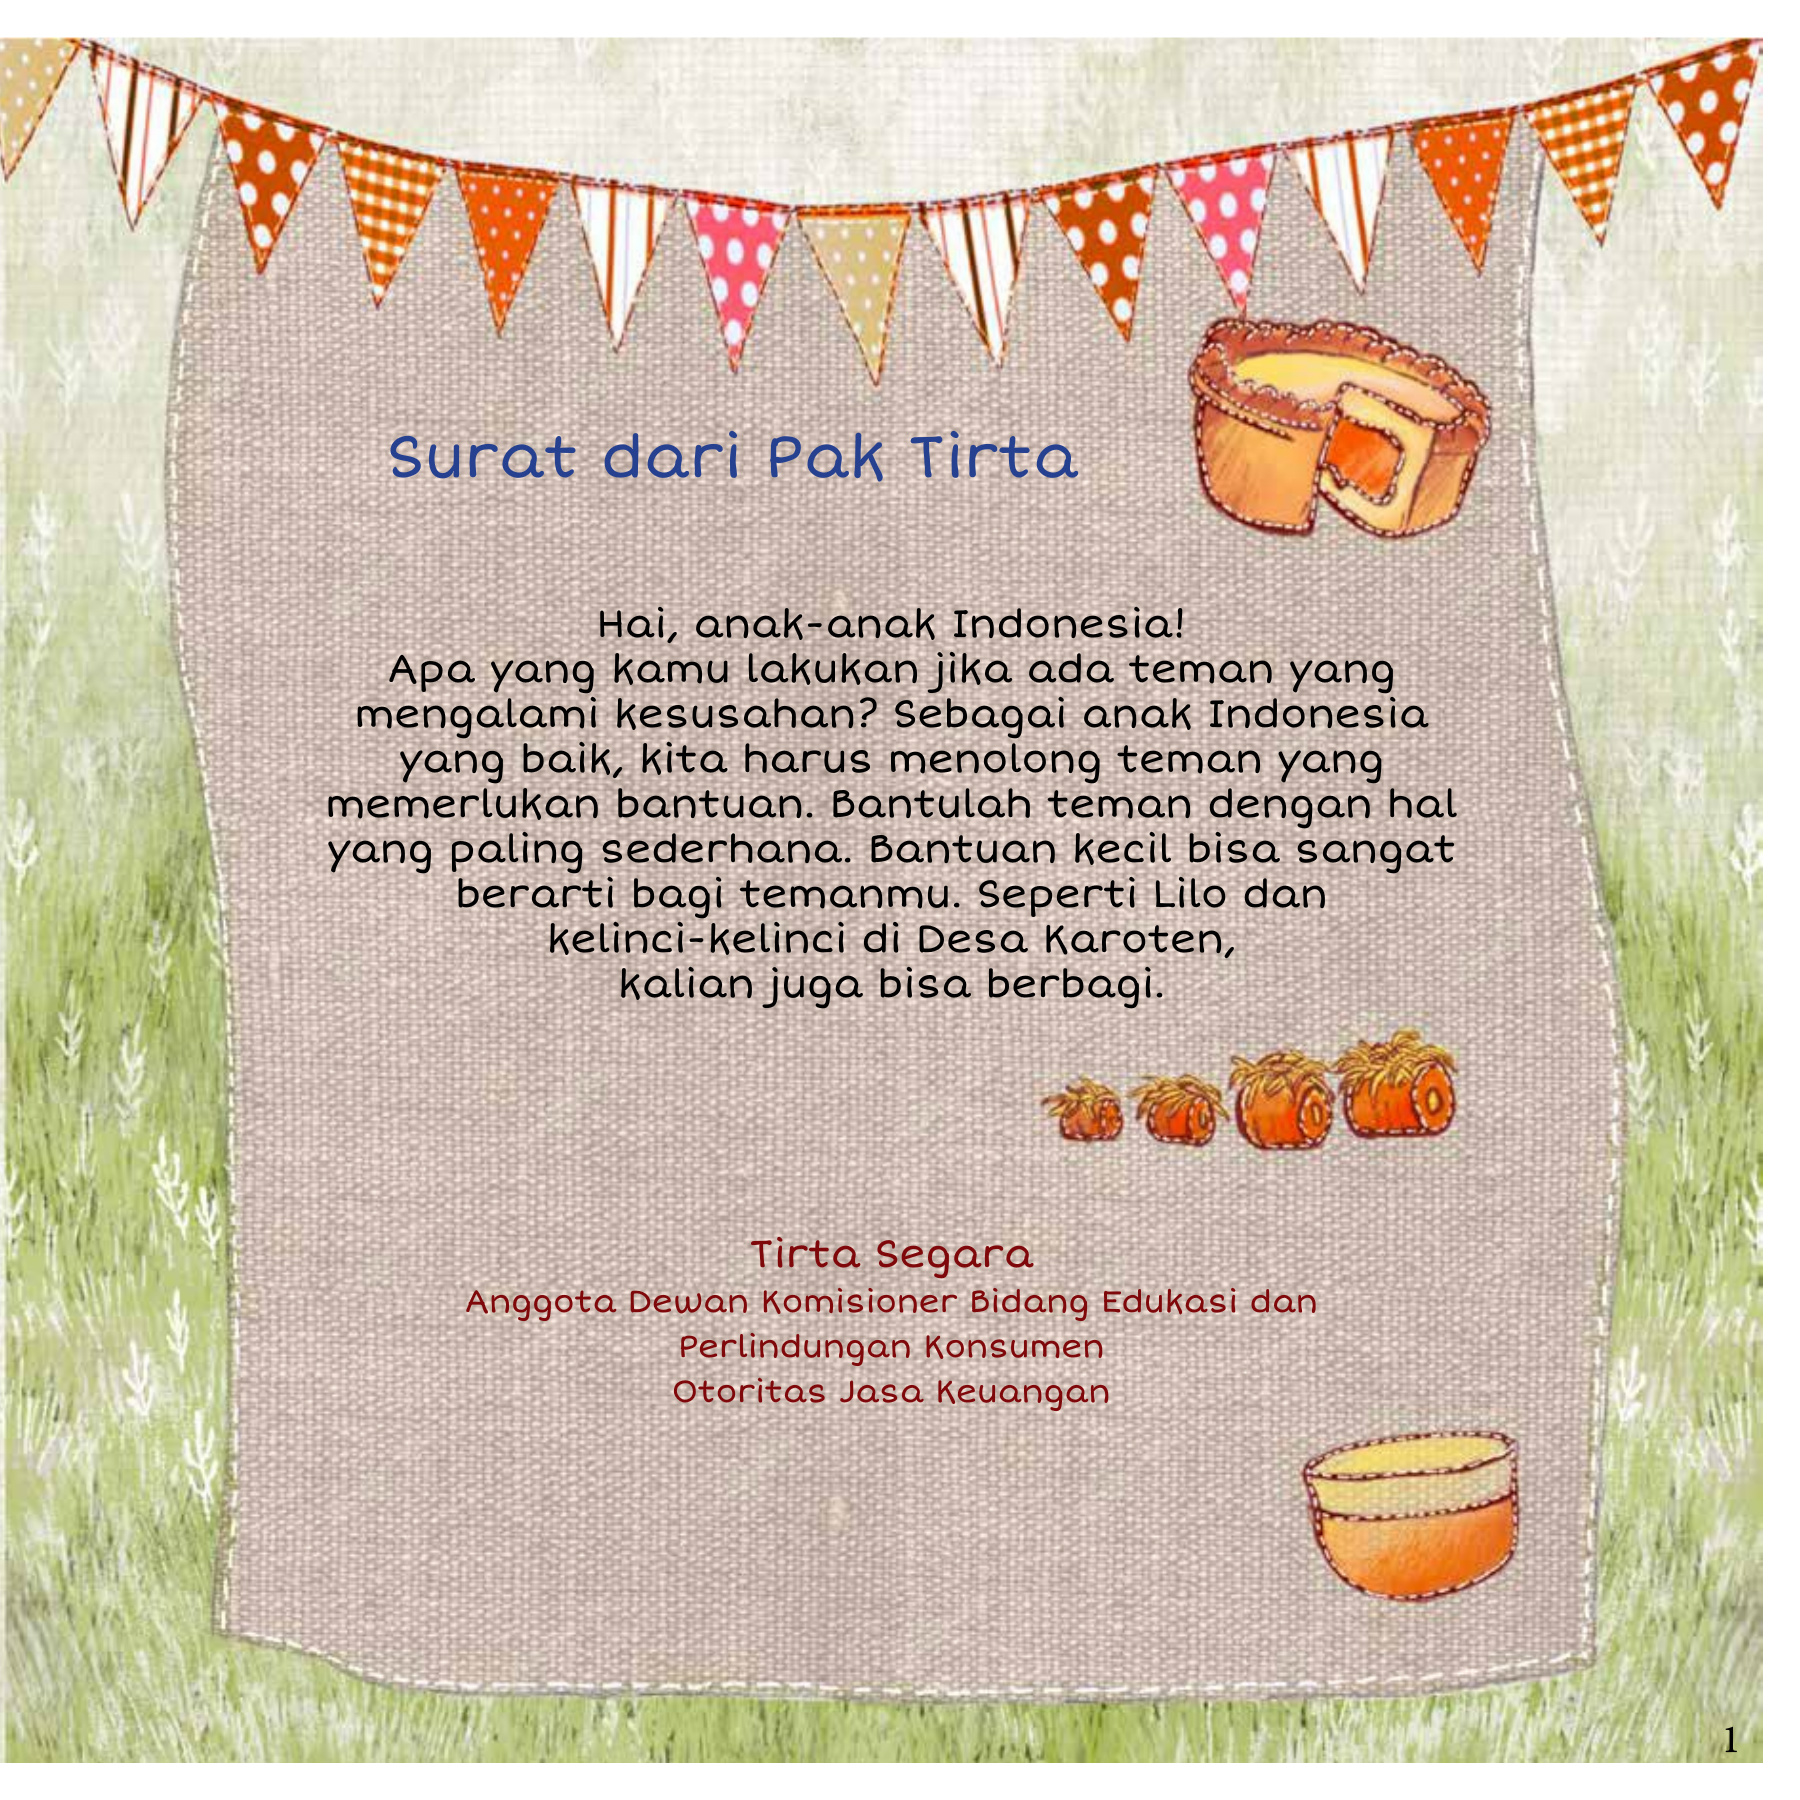 Surat dari Pak Tirta
Hai, anak-anak Indonesia!
Apa yang kamu lakukan jika ada teman yang
mengalami kesusahan? Sebagai anak Indonesia
yang baik, kita harus menolong teman yang
memerlukan bantuan. Bantulah teman dengan hal
yang paling sederhana. Bantuan kecil bisa sangat
berarti bagi temanmu. Seperti Lilo dan
kelinci-kelinci di Desa Karoten,
kalian juga bisa berbagi.
Tirta Segara
Anggota Dewan Komisioner Bidang Edukasi dan
Perlindungan Konsumen
Otoritas Jasa Keuangan
1